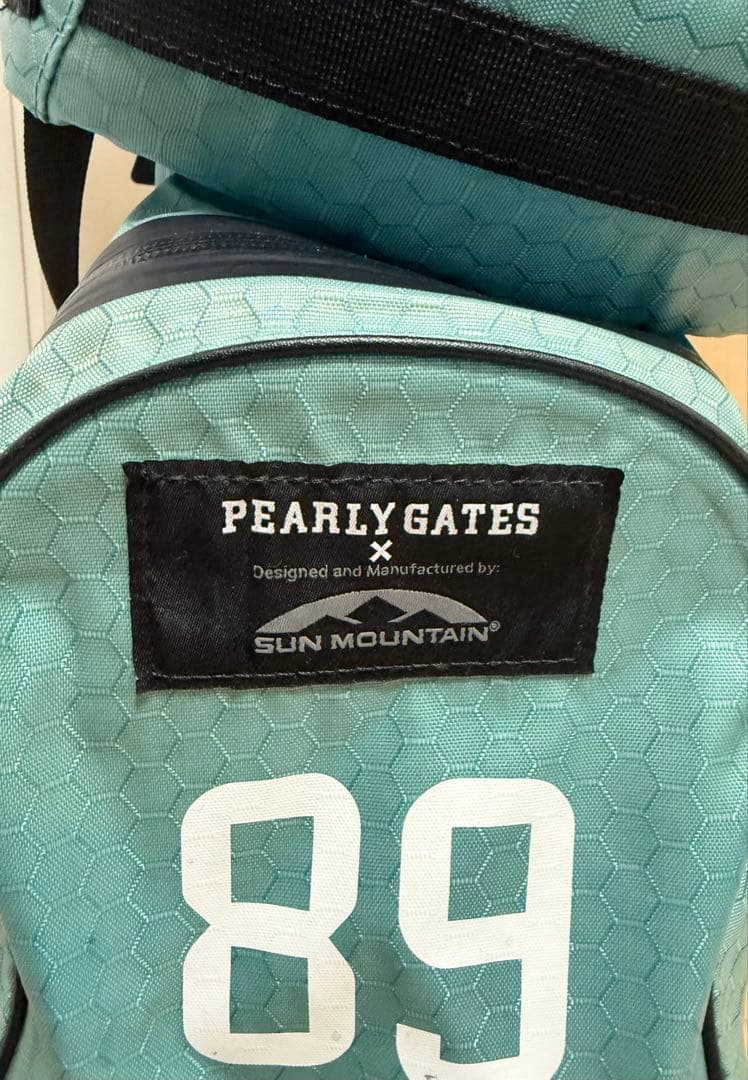 PEARLY GATES
×
Designed and Manufactured by:
SUN MOUNTAIN®
89